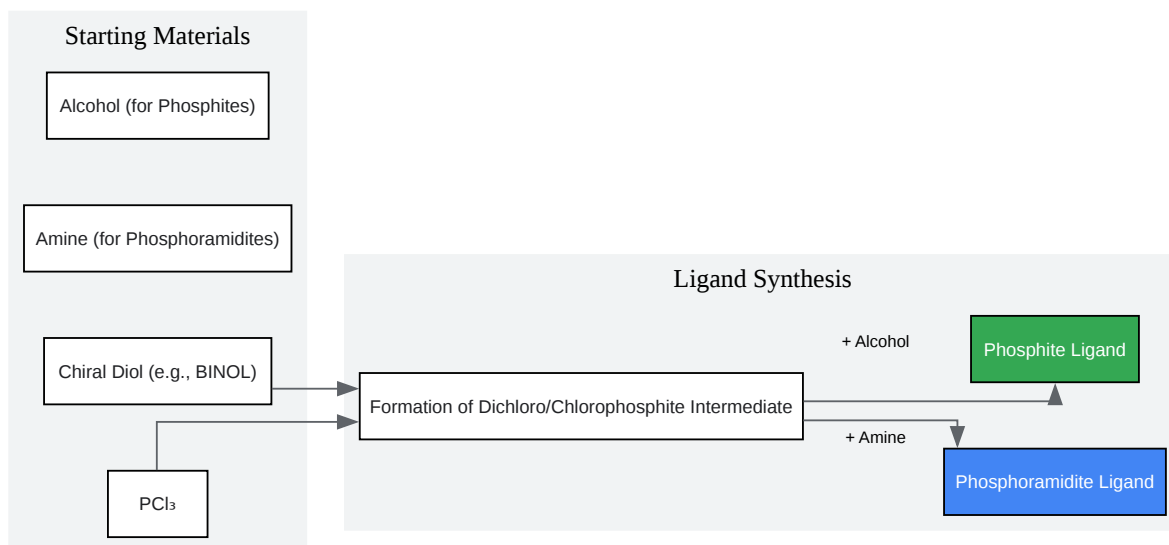 Starting Materials
Alcohol (for Phosphites)
Amine (for Phosphoramidites)
Chiral Diol (e.g., BINOL)
PCl₃
Ligand Synthesis
Formation of Dichloro/Chlorophosphite Intermediate
+ Alcohol
Phosphite Ligand
+ Amine
Phosphoramidite Ligand